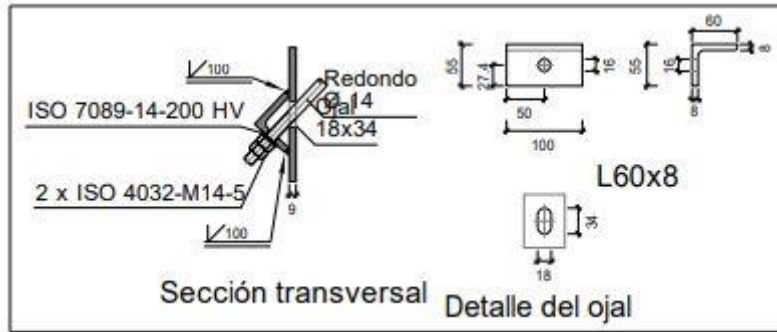 100
ISO 7089-14-200 HV
Redondo
Ø 14
Ojal
18x34
2 x ISO 4032-M14-5
9
100
Sección transversal
55
27,4
16
50
100
60
8
55
16
8
L60x8
34
18
Detalle del ojal